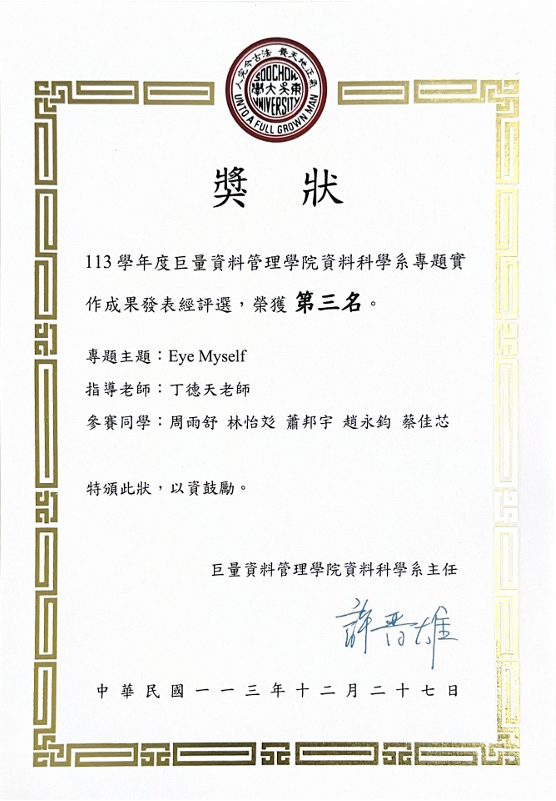 養天地正氣 法古今完人
SOOCHOW
東吳大學
UNIVERSITY
UNTO A FULL GROWN MAN
獎 狀
113 學年度巨量資料管理學院資料科學系專題實
作成果發表經評選，榮獲 第三名。
專題主題：Eye Myself
指導老師：丁德天老師
參賽同學：周雨舒 林怡彣 蕭邦宇 趙永鈞 蔡佳芯
特頒此狀，以資鼓勵。
巨量資料管理學院資料科學系主任
許晉雄
中華民國一一三年十二月二十七日